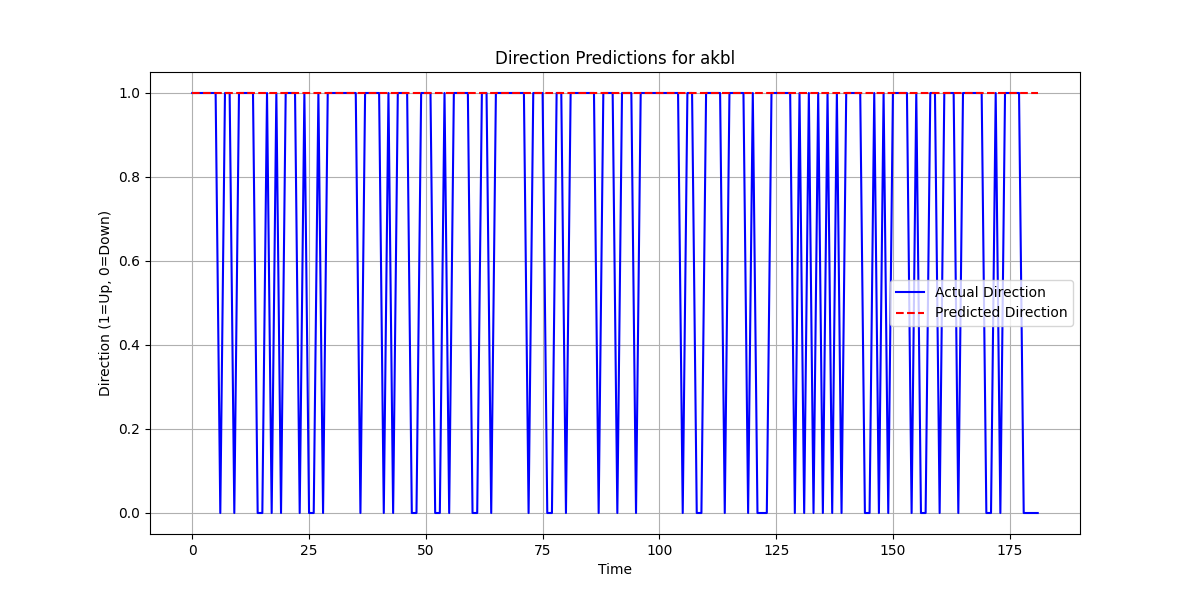 Direction Predictions for akbl
Direction (1=Up, 0=Down)
1.0
0.8
0.6
0.4
0.2
0.0
Actual Direction
Predicted Direction
0 25 50 75 100 125 150 175
Time